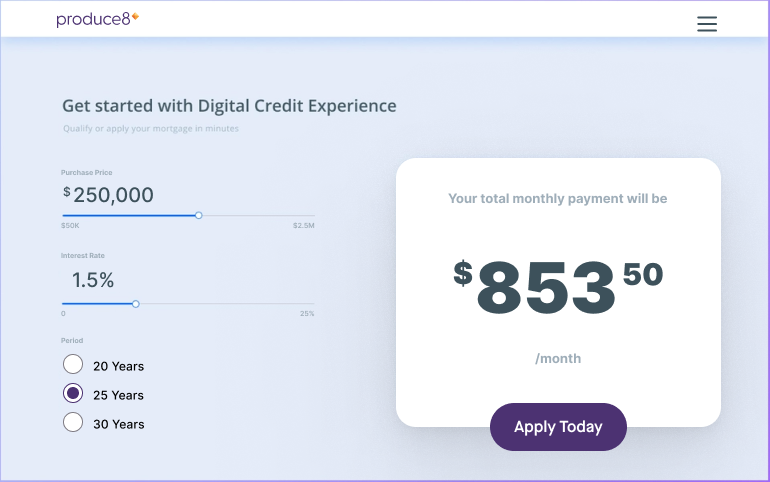 produce8
Get started with Digital Credit Experience
Qualify or apply your mortgage in minutes
Purchase Price
$250,000
$50K $2.5M
Interest Rate
1.5%
0 25%
Period
20 Years
25 Years
30 Years
Your total monthly payment will be
$853 50
/month
Apply Today